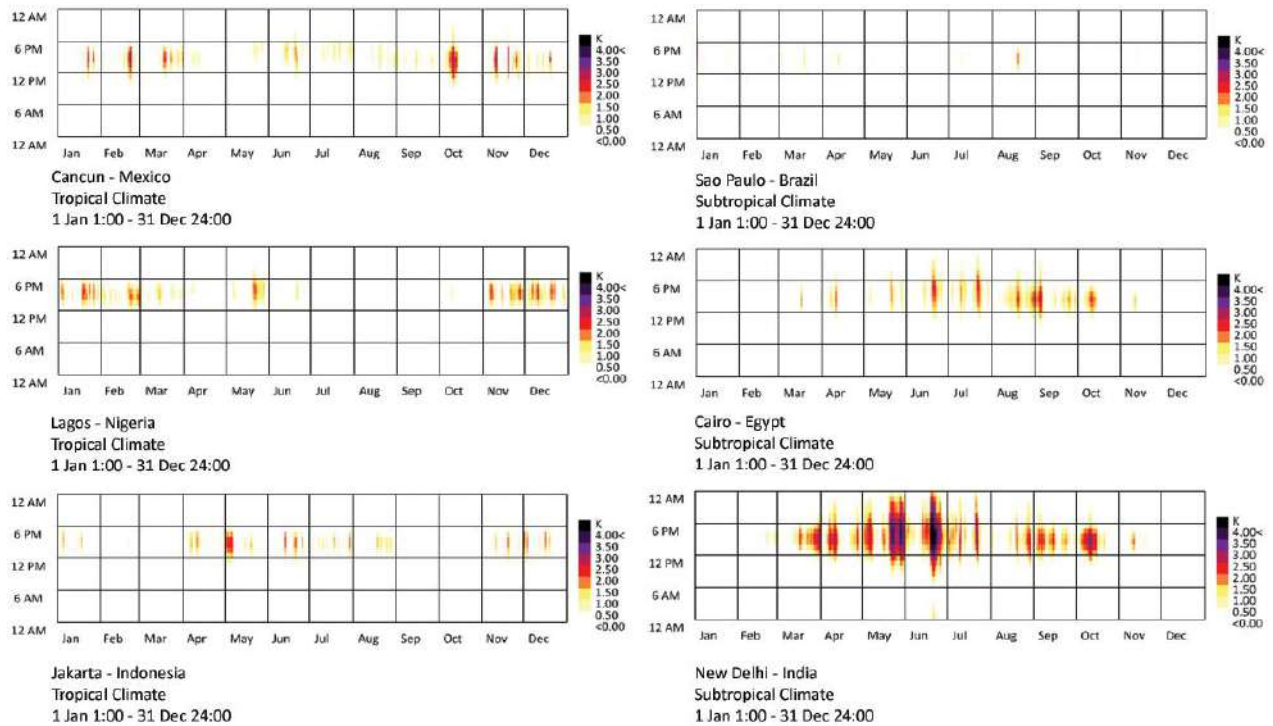 12 AM
6 PM
12 PM
6 AM
12 AM
Jan Feb Mar Apr May Jun Jul Aug Sep Oct Nov Dec
K
4.00<
3.50
3.00
2.50
2.00
1.50
1.00
0.50
<0.00
Cancun - Mexico
Tropical Climate
1 Jan 1:00 - 31 Dec 24:00
12 AM
6 PM
12 PM
6 AM
12 AM
Jan Feb Mar Apr May Jun Jul Aug Sep Oct Nov Dec
K
4.00<
3.50
3.00
2.50
2.00
1.50
1.00
0.50
<0.00
Sao Paulo - Brazil
Subtropical Climate
1 Jan 1:00 - 31 Dec 24:00
12 AM
6 PM
12 PM
6 AM
12 AM
Jan Feb Mar Apr May Jun Jul Aug Sep Oct Nov Dec
K
4.00<
3.50
3.00
2.50
2.00
1.50
1.00
0.50
<0.00
Lagos - Nigeria
Tropical Climate
1 Jan 1:00 - 31 Dec 24:00
12 AM
6 PM
12 PM
6 AM
12 AM
Jan Feb Mar Apr May Jun Jul Aug Sep Oct Nov Dec
K
4.00<
3.50
3.00
2.50
2.00
1.50
1.00
0.50
<0.00
Cairo - Egypt
Subtropical Climate
1 Jan 1:00 - 31 Dec 24:00
12 AM
6 PM
12 PM
6 AM
12 AM
Jan Feb Mar Apr May Jun Jul Aug Sep Oct Nov Dec
K
4.00<
3.50
3.00
2.50
2.00
1.50
1.00
0.50
<0.00
Jakarta - Indonesia
Tropical Climate
1 Jan 1:00 - 31 Dec 24:00
12 AM
6 PM
12 PM
6 AM
12 AM
Jan Feb Mar Apr May Jun Jul Aug Sep Oct Nov Dec
K
4.00<
3.50
3.00
2.50
2.00
1.50
1.00
0.50
<0.00
New Delhi - India
Subtropical Climate
1 Jan 1:00 - 31 Dec 24:00